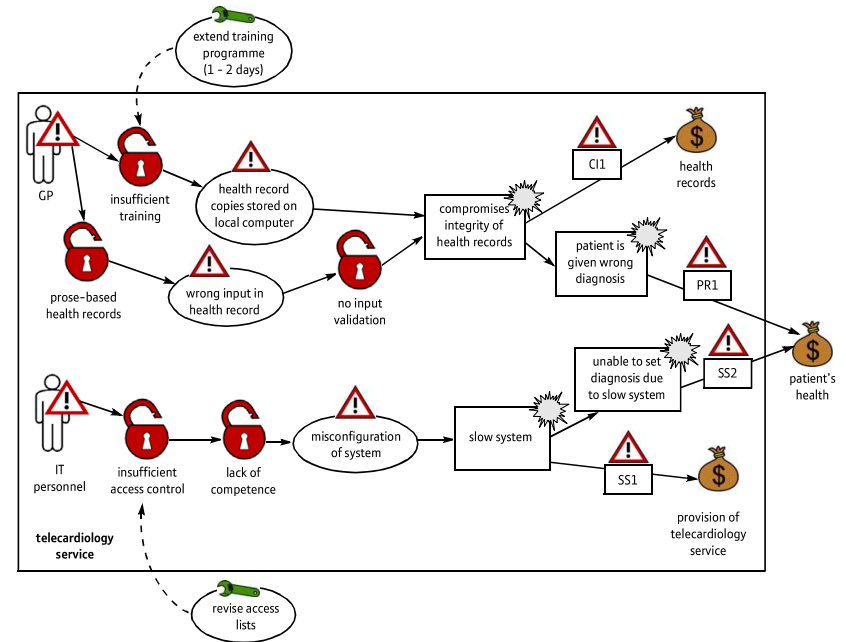 extend training
programme
(1 - 2 days)
GP
insufficient
training
health record
copies stored on
local computer
compromises
integrity of
health records
CI1
health
records
prose-based
health records
wrong input in
health record
no input
validation
patient is
given wrong
diagnosis
PR1
patient's
health
IT
personnel
insufficient
access control
lack of
competence
misconfiguration
of system
slow system
unable to set
diagnosis due
to slow system
SS2
SS1
provision of
telecardiology
service
telecardiology
service
revise access
lists